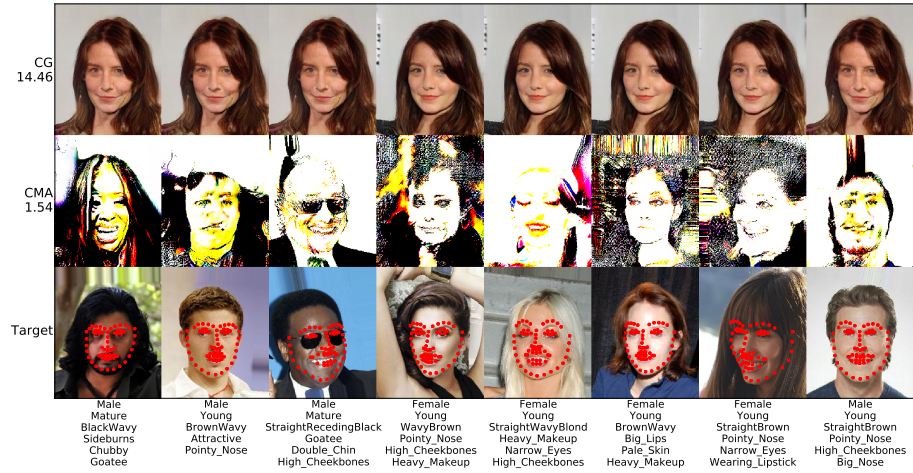 CG
14.46
CMA
1.54
Target
Male
Mature
BlackWavy
Sideburns
Chubby
Goatee
Male
Young
BrownWavy
Attractive
Pointy_Nose
Male
Mature
StraightRecedingBlack
Goatee
Double_Chin
High_Cheekbones
Female
Young
WavyBrown
Pointy_Nose
High_Cheekbones
Heavy_Makeup
Female
Young
StraightWavyBlond
Heavy_Makeup
Narrow_Eyes
High_Cheekbones
Female
Young
BrownWavy
Big_Lips
Pale_Skin
Heavy_Makeup
Female
Young
StraightBrown
Pointy_Nose
Narrow_Eyes
Wearing_Lipstick
Male
Young
StraightBrown
Pointy_Nose
High_Cheekbones
Big_Nose